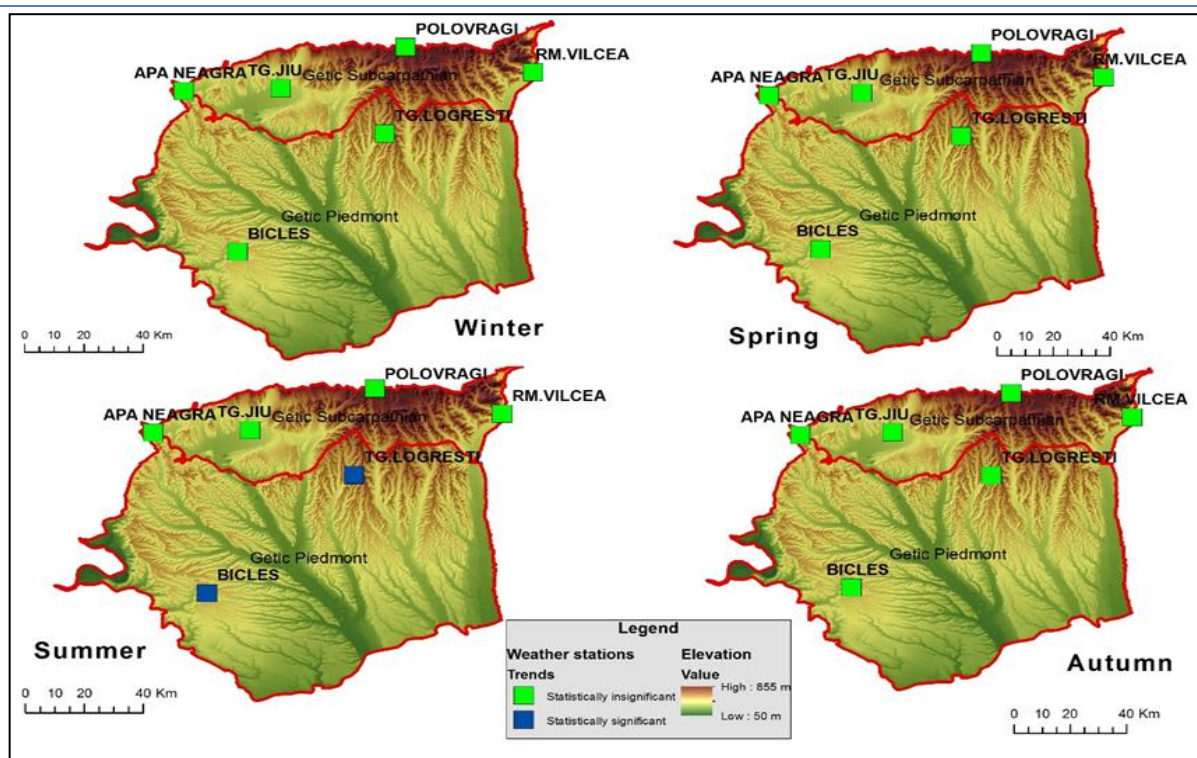 POLOVRAGI
RM.VILCEA
APA NEAGRA
TG.JIU
Getic Subcarpathian
TG.LOGRESTI
Getic Piedmont
BICLES
0 10 20 40 Km
Winter
POLOVRAGI
RM.VILCEA
APA NEAGRA
TG.JIU
Getic Subcarpathian
TG.LOGRESTI
Getic Piedmont
BICLES
Spring
0 10 20 40 Km
POLOVRAGI
RM.VILCEA
APA NEAGRA
TG.JIU
Getic Subcarpathian
TG.LOGRESTI
Getic Piedmont
BICLES
Summer
0 10 20 40 Km
POLOVRAGI
RM.VILCEA
APA NEAGRA
TG.JIU
Getic Subcarpathian
TG.LOGRESTI
Getic Piedmont
BICLES
Autumn
0 10 20 40 Km
Legend
Weather stations
Trends
Statistically insignificant
Statistically significant
Elevation
Value
High : 855 m
Low : 50 m